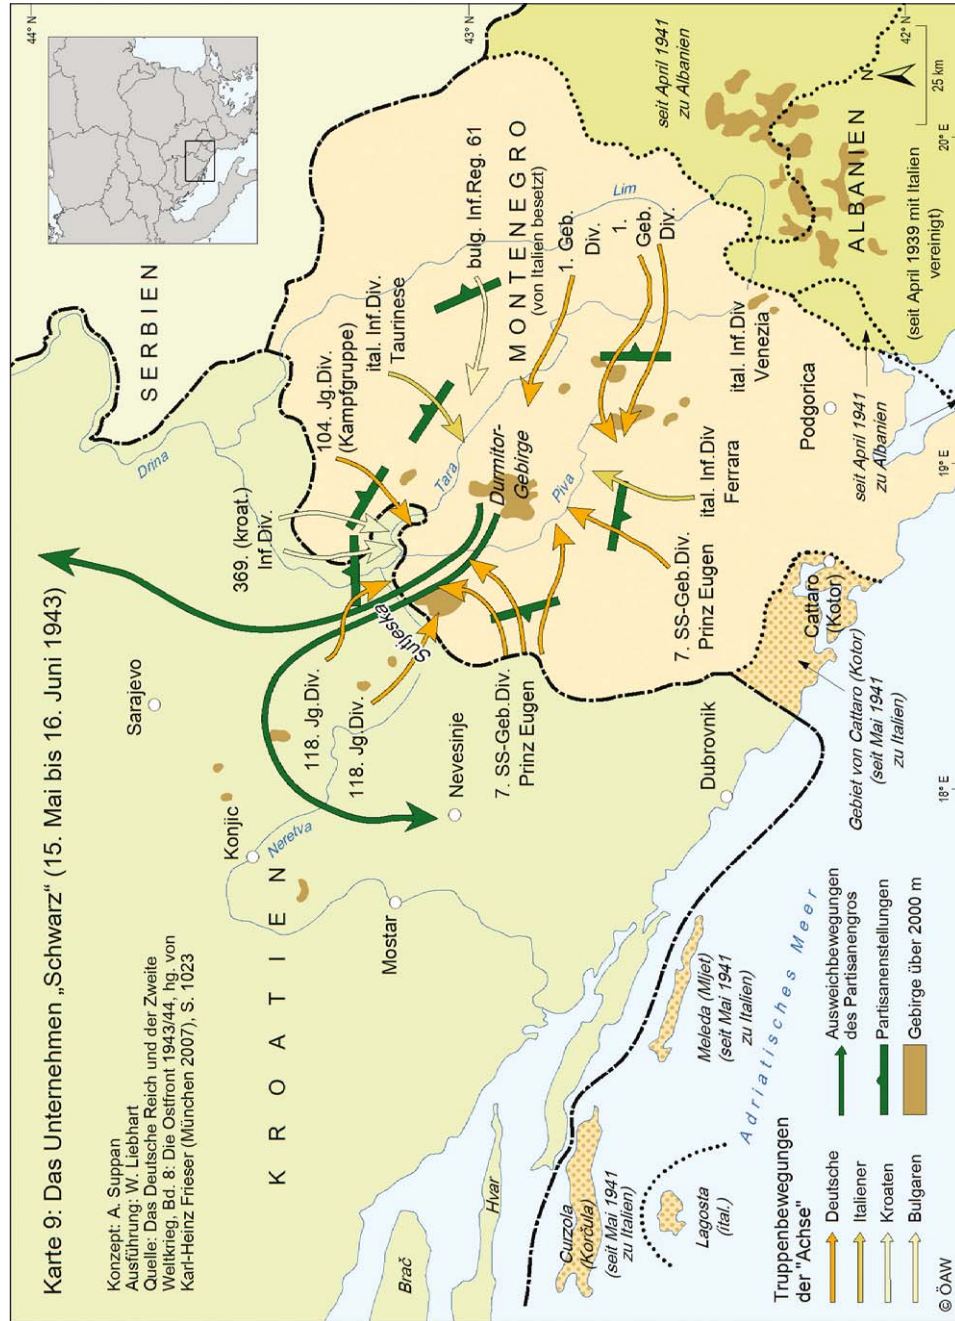 Karte 9: Das Unternehmen „Schwarz“ (15. Mai bis 16. Juni 1943)
Konzept: A. Suppan
Ausführung: W. Liebhart
Quelle: Das Deutsche Reich und der Zweite
Weltkrieg, Bd. 8: Die Ostfront 1943/44, hg. von
Karl-Heinz Frieser (München 2007), S. 1023
44° N
43° N
42° N
18° E
19° E
20° E
N
25 km
SERBIEN
KROATIEN
MONTENEGRO
(von Italien besetzt)
ALBANIEN
(seit April 1939 mit Italien
vereinigt)
seit April 1941
zu Albanien
seit April 1941
zu Albanien
Sarajevo
Konjic
Mostar
Nevesinje
Dubrovnik
Podgorica
Cattaro
(Kotor)
Gebiet von Cattaro (Kotor)
(seit Mai 1941
zu Italien)
Drina
Neretva
Sutjeska
Tara
Piva
Lim
Durmitor-
Gebirge
369. (kroat.)
Inf.Div.
104. Jg.Div.
(Kampfgruppe)
ital. Inf.Div.
Taurinese
bulg. Inf.Reg. 61
1. Geb.
Div.
1.
Geb.
Div.
ital. Inf.Div
Venezia
ital. Inf.Div
Ferrara
7. SS-Geb.Div.
Prinz Eugen
7. SS-Geb.Div.
Prinz Eugen
118. Jg.Div.
118. Jg.Div.
Brač
Hvar
Curzola
(Korčula)
(seit Mai 1941
zu Italien)
Lagosta
(ital.)
Meleda (Mljet)
(seit Mai 1941
zu Italien)
Adriatisches Meer
Truppenbewegungen
der "Achse"
Deutsche
Italiener
Kroaten
Bulgaren
Ausweichbewegungen
des Partisanengros
Partisanenstellungen
Gebirge über 2000 m
© ÖAW